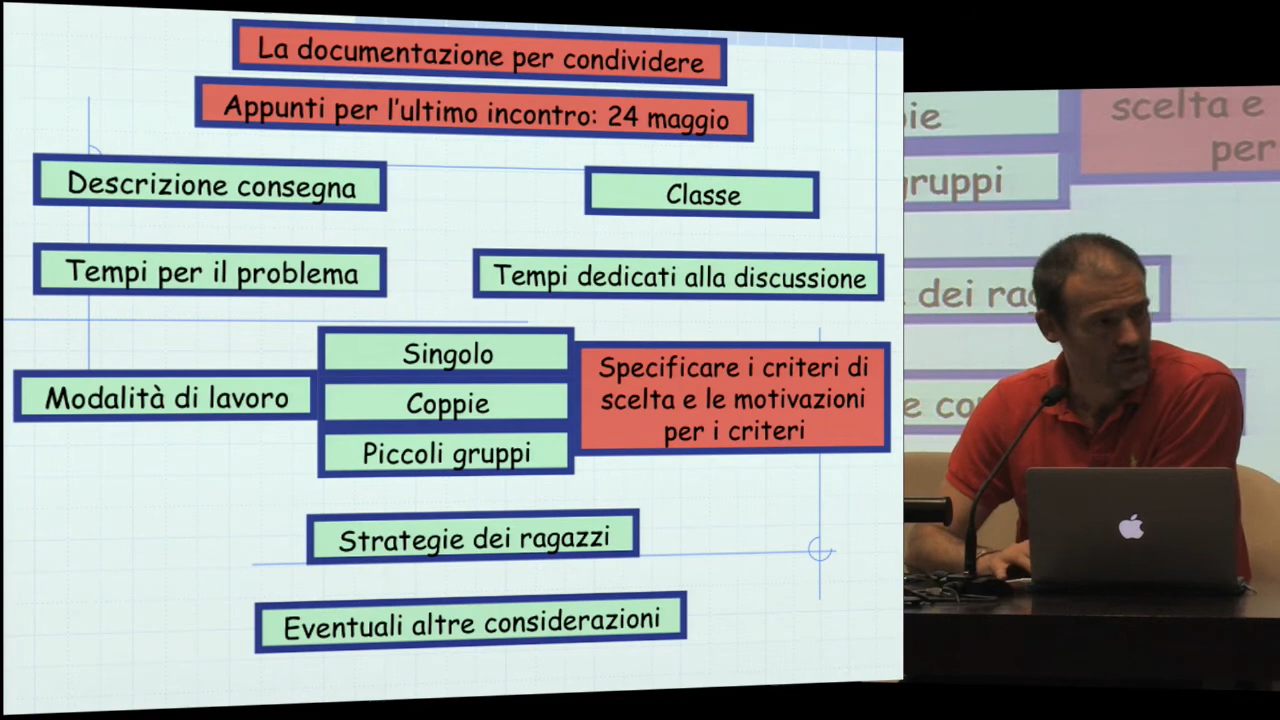 La documentazione per condividere
Appunti per l'ultimo incontro: 24 maggio
Descrizione consegna
Classe
Tempi per il problema
Tempi dedicati alla discussione
Modalità di lavoro
Singolo
Coppie
Piccoli gruppi
Specificare i criteri di
scelta e le motivazioni
per i criteri
Strategie dei ragazzi
Eventuali altre considerazioni
scelta e
per
gruppi
dei